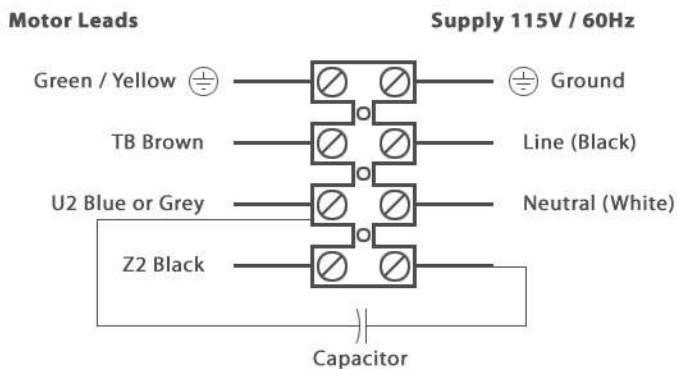 Motor Leads Supply 115V / 60Hz
Green / Yellow Ground
TB Brown Line (Black)
U2 Blue or Grey Neutral (White)
Z2 Black
Capacitor